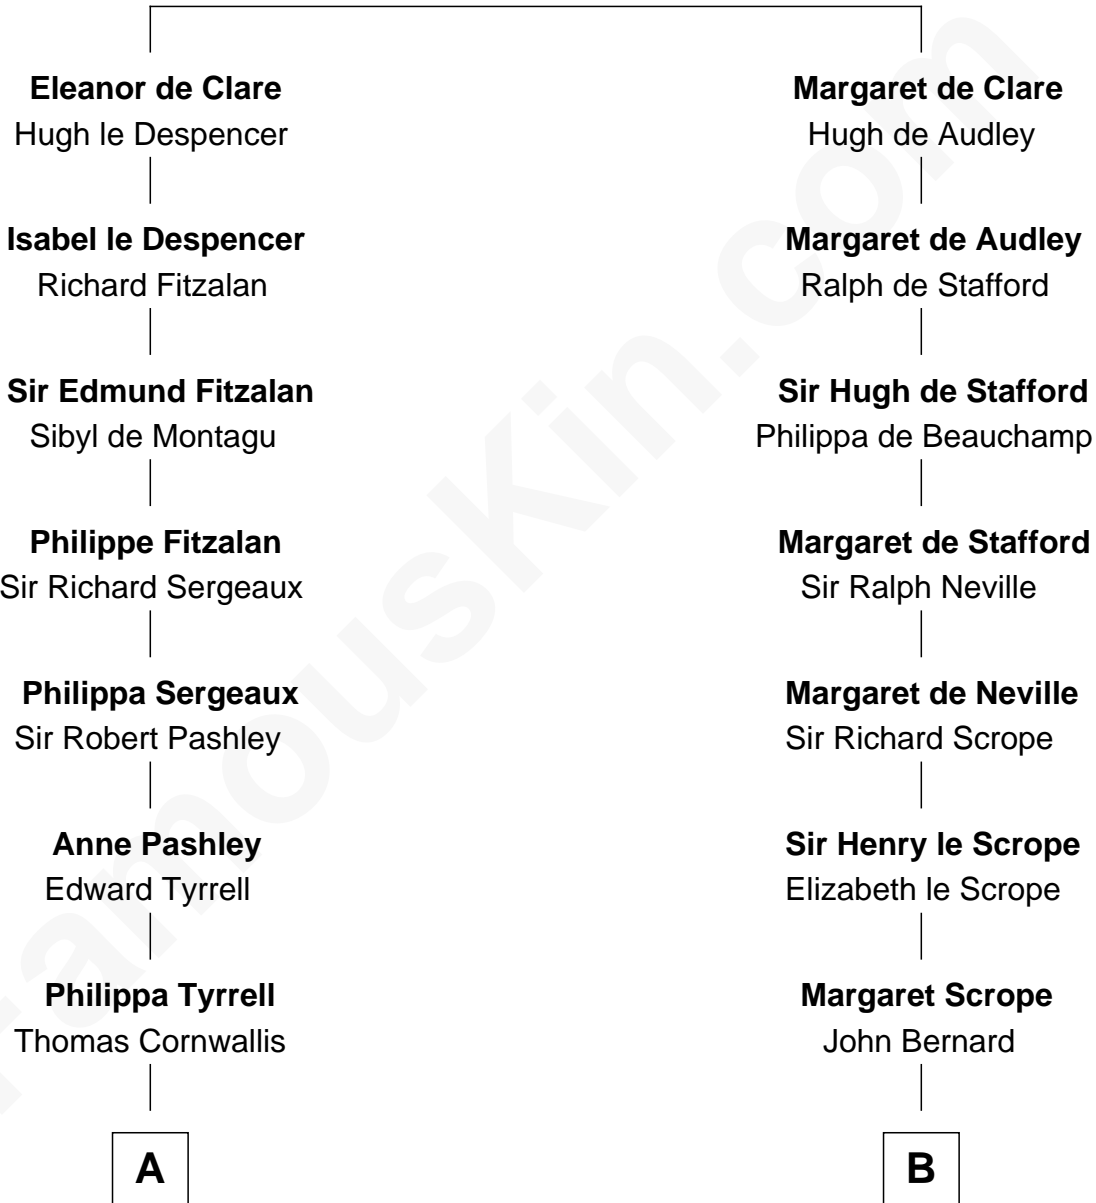 Eleanor de Clare
Hugh le Despencer
Isabel le Despencer
Richard Fitzalan
Sir Edmund Fitzalan
Sibyl de Montagu
Philippe Fitzalan
Sir Richard Sergeaux
Philippa Sergeaux
Sir Robert Pashley
Anne Pashley
Edward Tyrrell
Philippa Tyrrell
Thomas Cornwallis
A
Margaret de Clare
Hugh de Audley
Margaret de Audley
Ralph de Stafford
Sir Hugh de Stafford
Philippa de Beauchamp
Margaret de Stafford
Sir Ralph Neville
Margaret de Neville
Sir Richard Scrope
Sir Henry le Scrope
Elizabeth le Scrope
Margaret Scrope
John Bernard
B
FamousKin.com